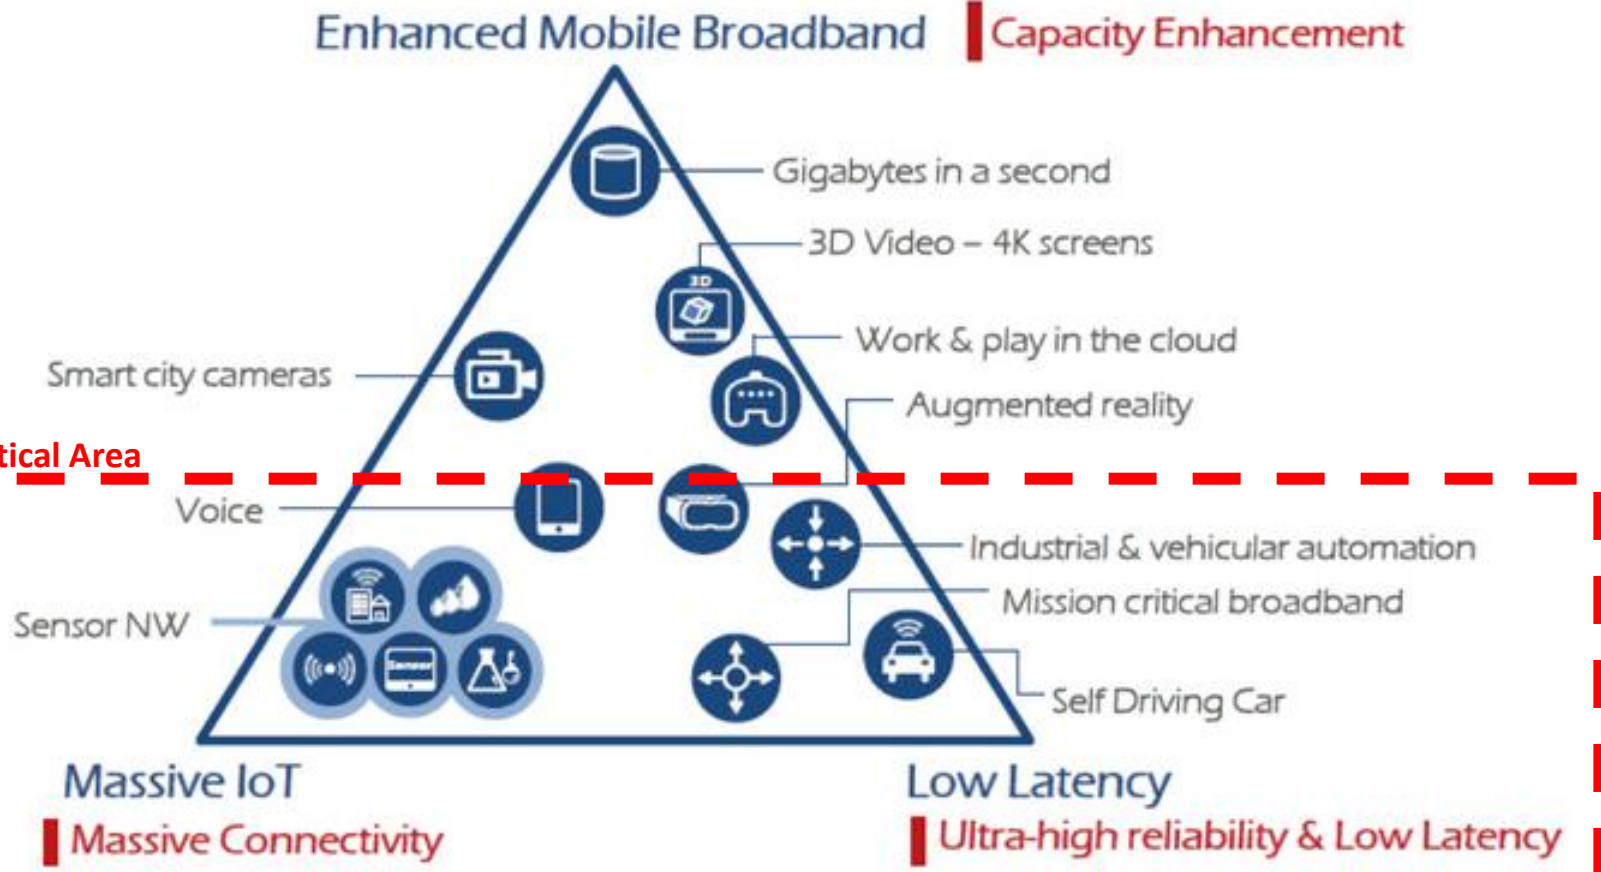 Enhanced Mobile Broadband
Capacity Enhancement
Gigabytes in a second
3D Video – 4K screens
3D
Work & play in the cloud
Smart city cameras
Augmented reality
Area
Voice
Industrial & vehicular automation
Mission critical broadband
Sensor NW
Sensor
Self Driving Car
Massive IoT
Low Latency
Massive Connectivity
Ultra-high reliability & Low Latency